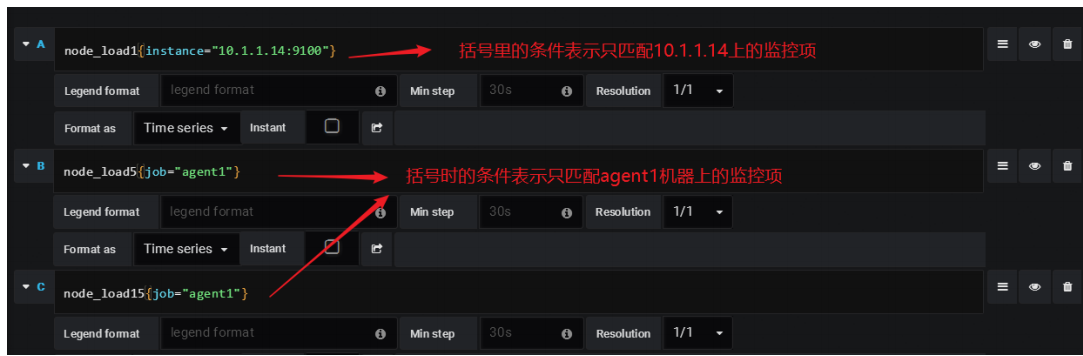 A
node_load1{instance="10.1.1.14:9100"}
括号里的条件表示只匹配10.1.1.14上的监控项
Legend format legend format Min step 30s Resolution 1/1
Format as Time series Instant
B
node_load5{job="agent1"}
括号时的条件表示只匹配agent1机器上的监控项
Legend format legend format Min step 30s Resolution 1/1
Format as Time series Instant
C
node_load15{job="agent1"}
Legend format legend format Min step 30s Resolution 1/1